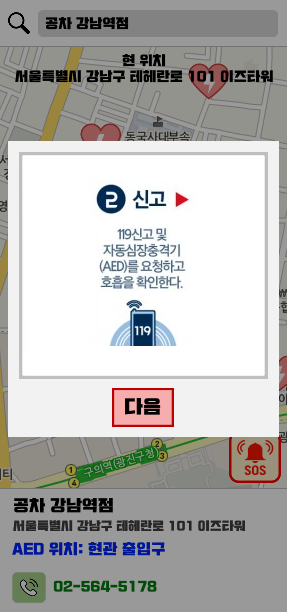 공차 강남역점
현 위치
서울특별시 강남구 테헤란로 101 이즈타워
동국사대부속
2 신고
119신고 및
자동심장충격기
(AED)를 요청하고
호흡을 확인한다.
119
다음
구의역(광진구청)
1
2
3
4
SOS
공차 강남역점
서울특별시 강남구 테헤란로 101 이즈타워
AED 위치: 현관 출입구
02-564-5178